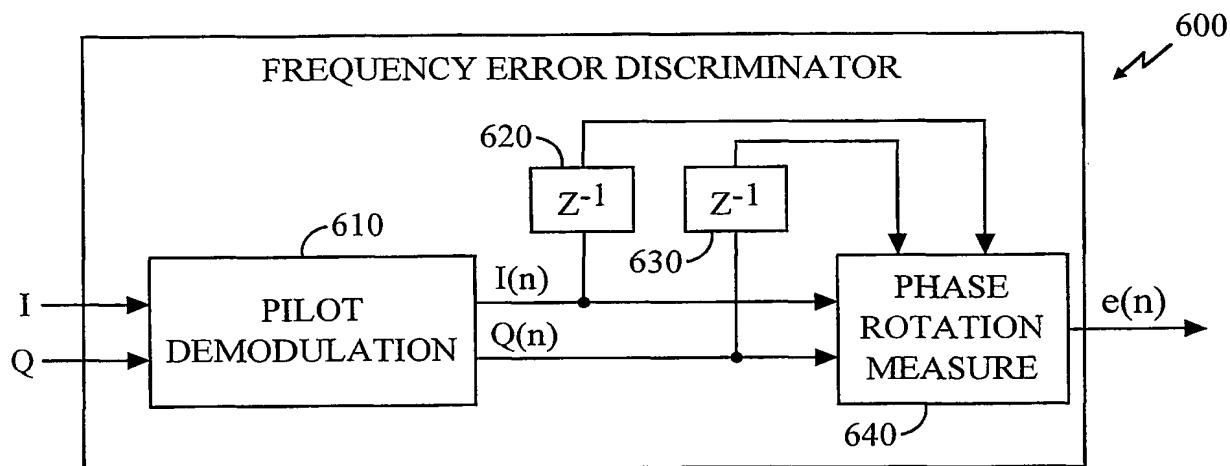 600
FREQUENCY ERROR DISCRIMINATOR
620
Z-1
Z-1
610
630
I
Q
PILOT
DEMODULATION
I(n)
Q(n)
PHASE
ROTATION
MEASURE
e(n)
640